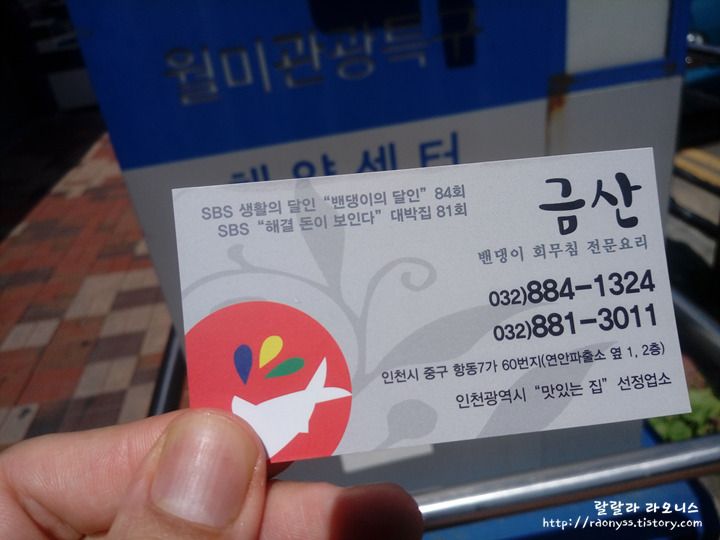 월미관광특구
해양센터
SBS 생활의 달인 "밴댕이의 달인" 84회
SBS "해결 돈이 보인다" 대박집 81회
금산
밴댕이 회무침 전문요리
032)884-1324
032)881-3011
인천시 중구 항동7가 60번지(연안파출소 옆 1, 2층)
인천광역시 "맛있는 집" 선정업소
랄랄라 라오니스
http://raonyss.tistory.com/